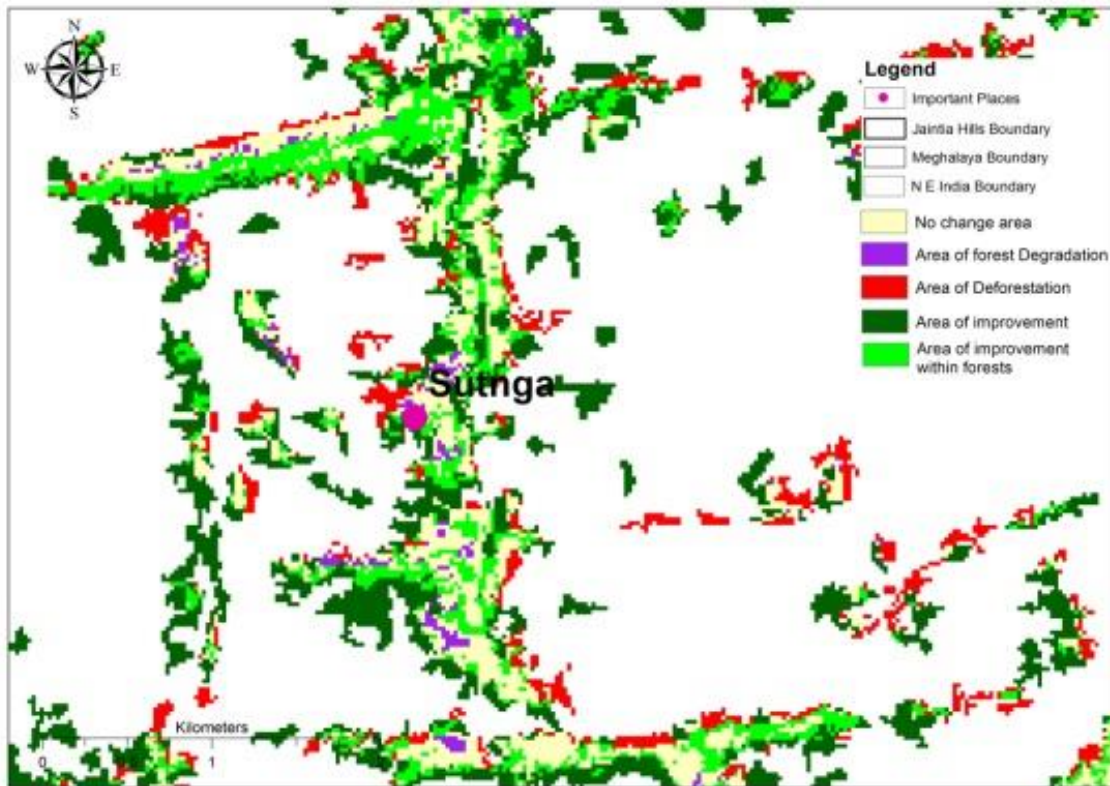 N
W E
S
Legend
Important Places
Jaintia Hills Boundary
Meghalaya Boundary
N E India Boundary
No change area
Area of forest Degradation
Area of Deforestation
Area of improvement
Area of improvement
within forests
Sutnga
Kilometers
0 1